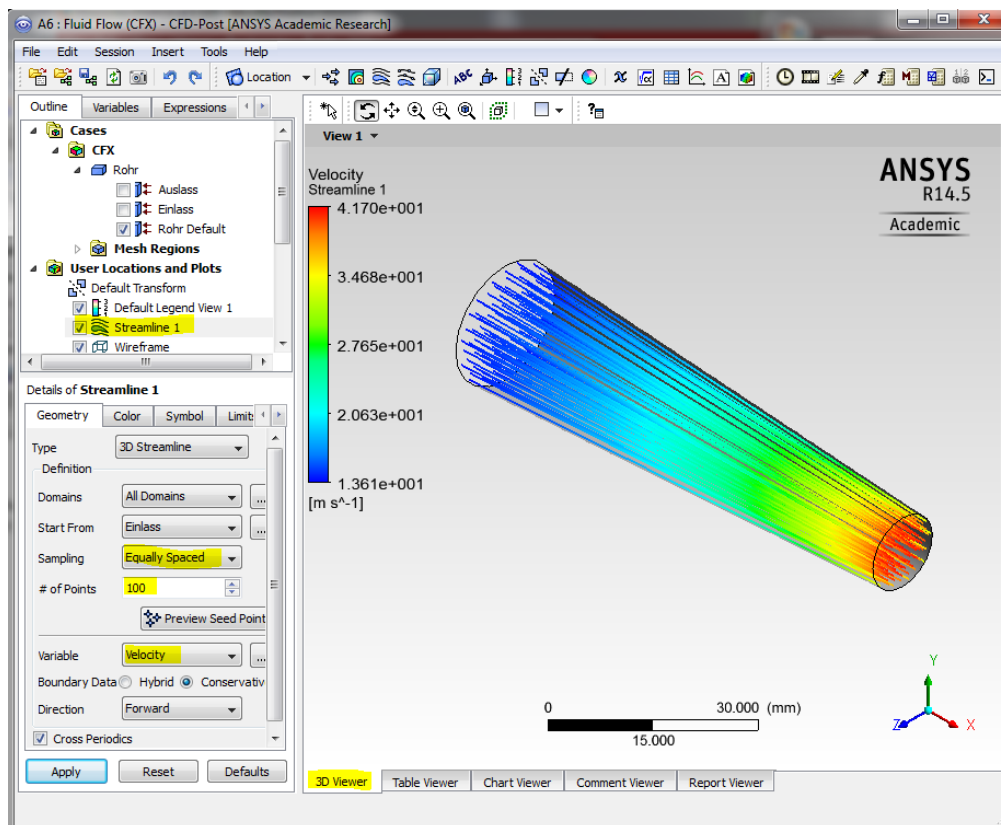 A6 : Fluid Flow (CFX) - CFD-Post [ANSYS Academic Research]
File Edit Session Insert Tools Help
Location
Outline Variables Expressions
Cases
CFX
Rohr
Auslass
Einlass
Rohr Default
Mesh Regions
User Locations and Plots
Default Transform
Default Legend View 1
Streamline 1
Wireframe
Details of Streamline 1
Geometry Color Symbol Limit
Type 3D Streamline
Definition
Domains All Domains ...
Start From Einlass ...
Sampling Equally Spaced
# of Points 100
Preview Seed Point
Variable Velocity ...
Boundary Data Hybrid Conservativ
Direction Forward
Cross Periodics
Apply Reset Defaults
View 1
Velocity
Streamline 1
4.170e+001
3.468e+001
2.765e+001
2.063e+001
1.361e+001
[m s^-1]
ANSYS
R14.5
Academic
0 30.000 (mm)
15.000
Y
Z X
3D Viewer Table Viewer Chart Viewer Comment Viewer Report Viewer